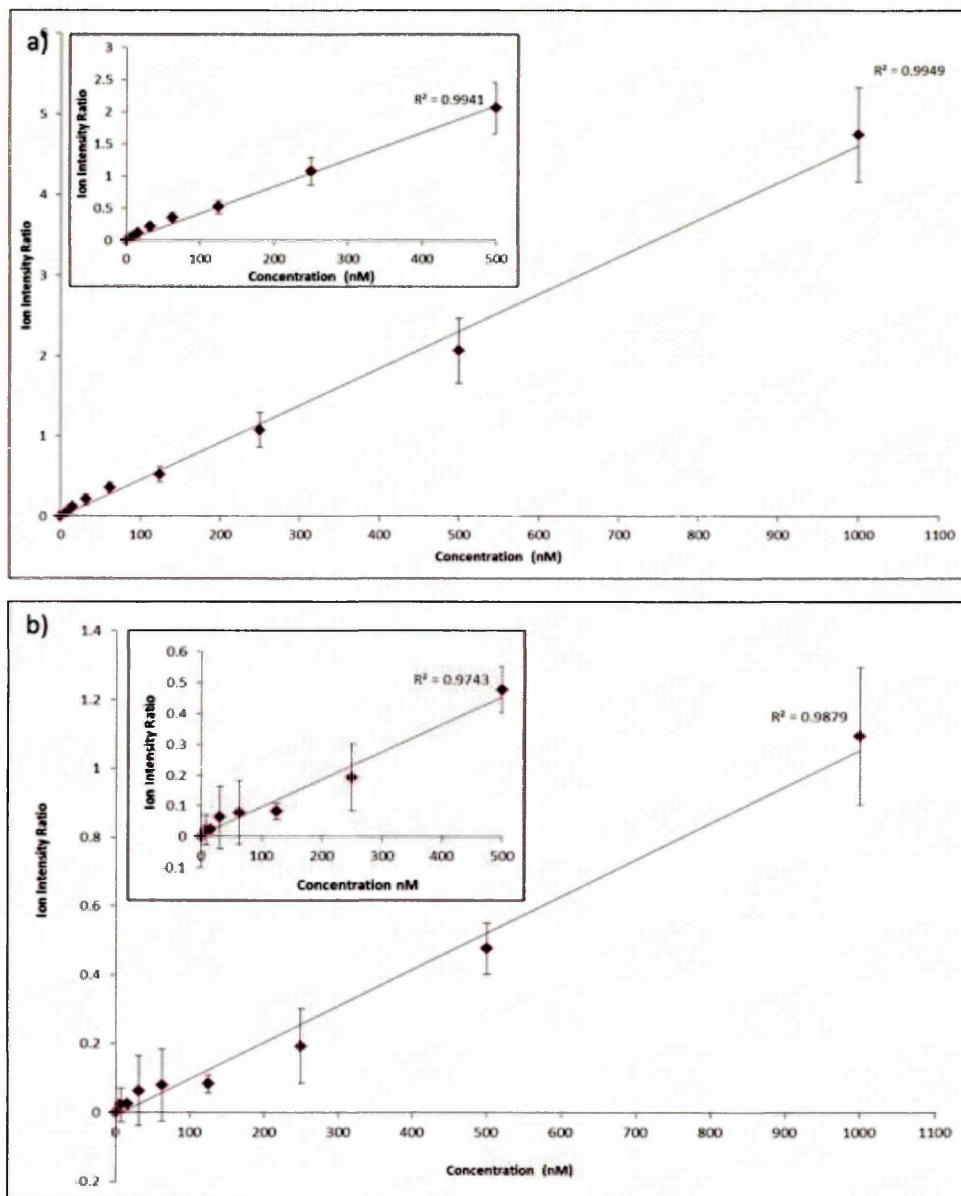 a)
6
5
4
3
2
1
0
Ion Intensity Ratio
3
2.5
2
1.5
1
0.5
0
Ion Intensity Ratio
R² = 0.9941
0 100 200 300 400 500
Concentration (nM)
R² = 0.9949
0 100 200 300 400 500 600 700 800 900 1000 1100
Concentration (nM)
b)
1.4
1.2
1
0.8
0.6
0.4
0.2
0
-0.2
Ion Intensity Ratio
0.6
0.5
0.4
0.3
0.2
0.1
0
-0.1
Ion Intensity Ratio
R² = 0.9743
0 100 200 300 400 500
Concentration nM
R² = 0.9879
0 100 200 300 400 500 600 700 800 900 1000 1100
Concentration (nM)